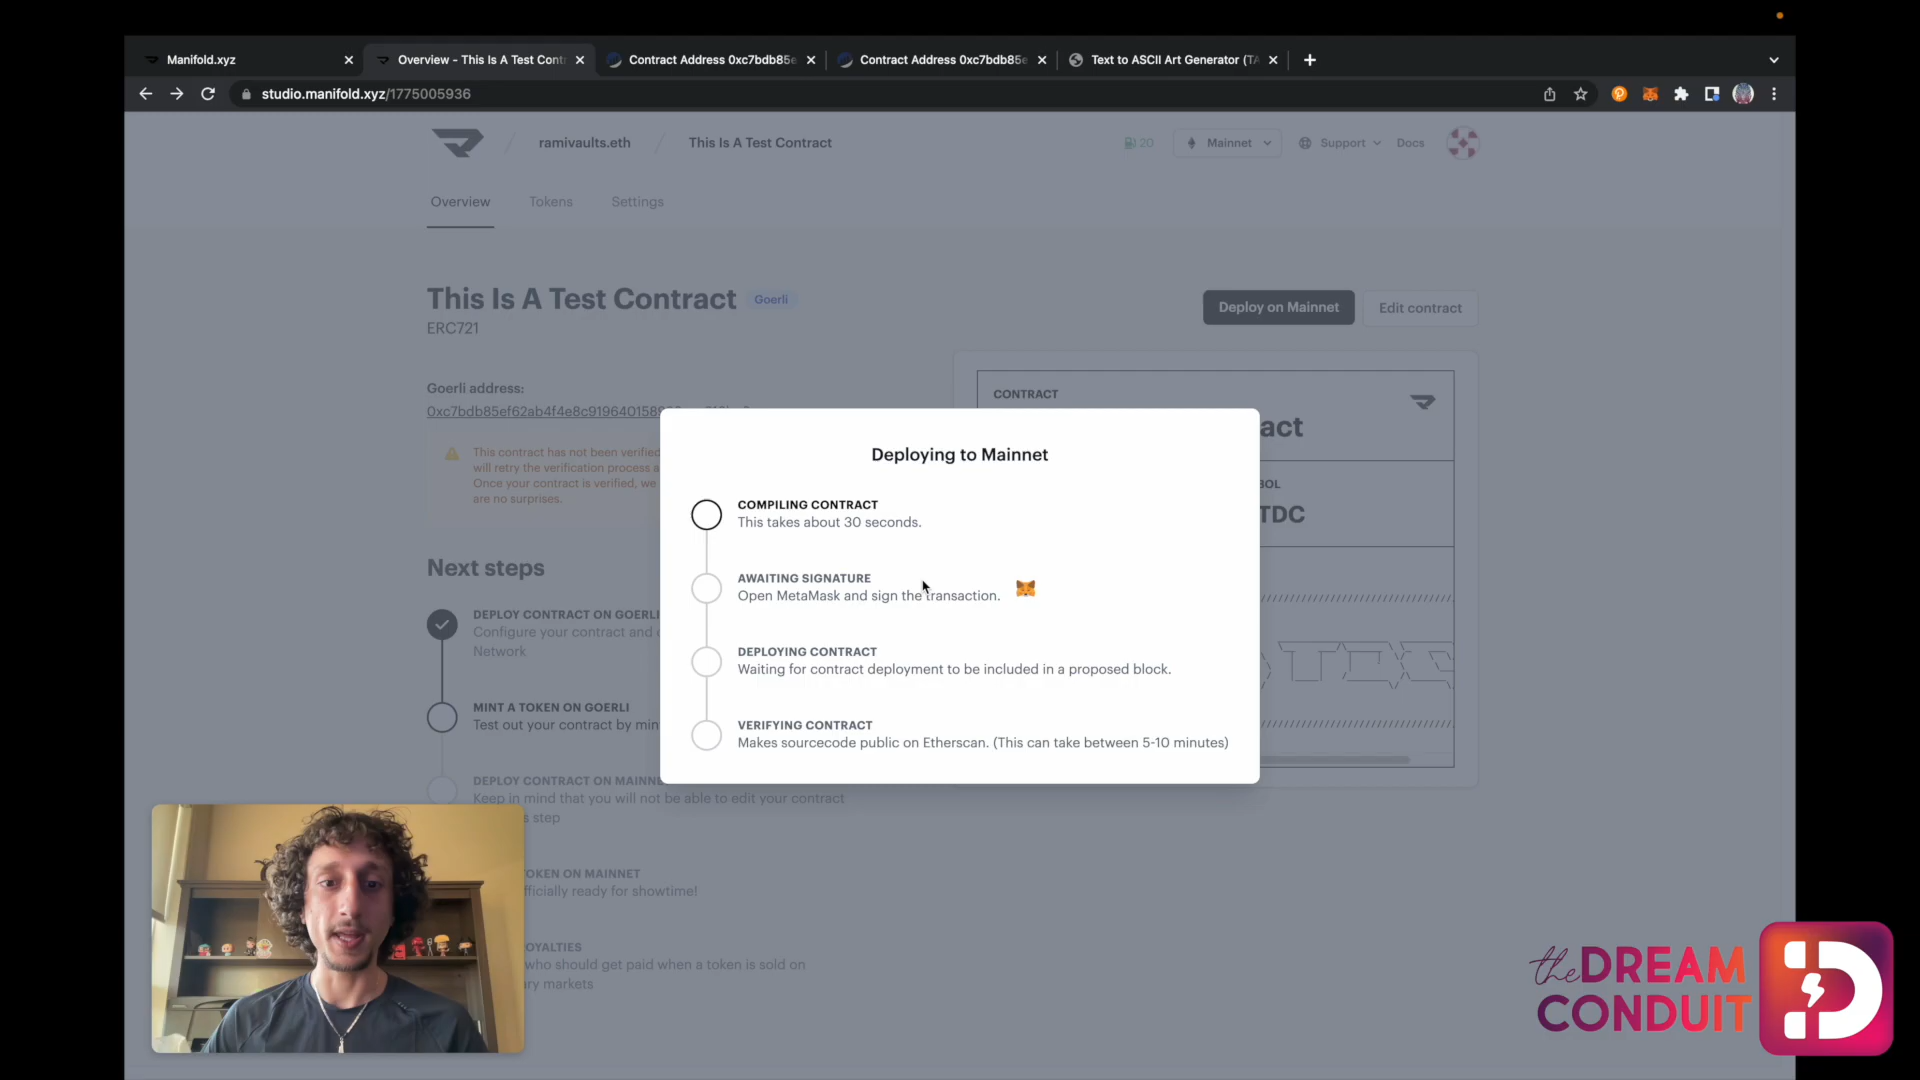 Manifold.xyz
Overview - This Is A Test Contr
Contract Address 0xc7bdb85e
Contract Address 0xc7bdb85e
Text to ASCII Art Generator (TA
studio.manifold.xyz/1775005936
ramivaults.eth
This Is A Test Contract
20
Mainnet
Support
Docs
Overview
Tokens
Settings
This Is A Test Contract
Goerli
ERC721
Deploy on Mainnet
Edit contract
Goerli address:
0xc7bdb85ef62ab4f4e8c91964015
This contract has not been verified
will retry the verification process a
Once your contract is verified, we
are no surprises.
CONTRACT
act
BOL
TDC
Deploying to Mainnet
COMPILING CONTRACT
This takes about 30 seconds.
AWAITING SIGNATURE
Open MetaMask and sign the transaction.
DEPLOYING CONTRACT
Waiting for contract deployment to be included in a proposed block.
VERIFYING CONTRACT
Makes sourcecode public on Etherscan. (This can take between 5-10 minutes)
Next steps
DEPLOY CONTRACT ON GOERLI
Configure your contract and
Network
MINT A TOKEN ON GOERLI
Test out your contract by min
DEPLOY CONTRACT ON MAINN
Keep in mind that you will not be able to edit your contract
s step
OKEN ON MAINNET
fficially ready for showtime!
OYALTIES
who should get paid when a token is sold on
ry markets
the DREAM
CONDUIT